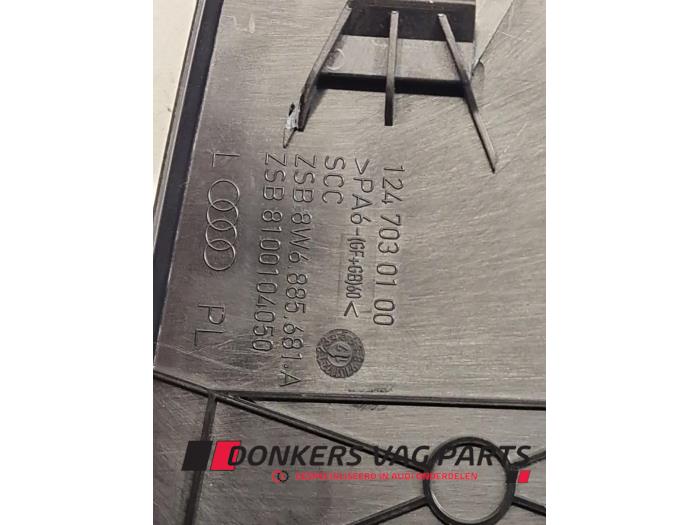 124 703 01 00
>PA6-(GF+GB)60<
SCC
ZSB 8W6.885.681.A
ZSB 8100104050
L PL
DONKERS VAG PARTS
GESPECIALISEERD IN AUDI ONDERDELEN